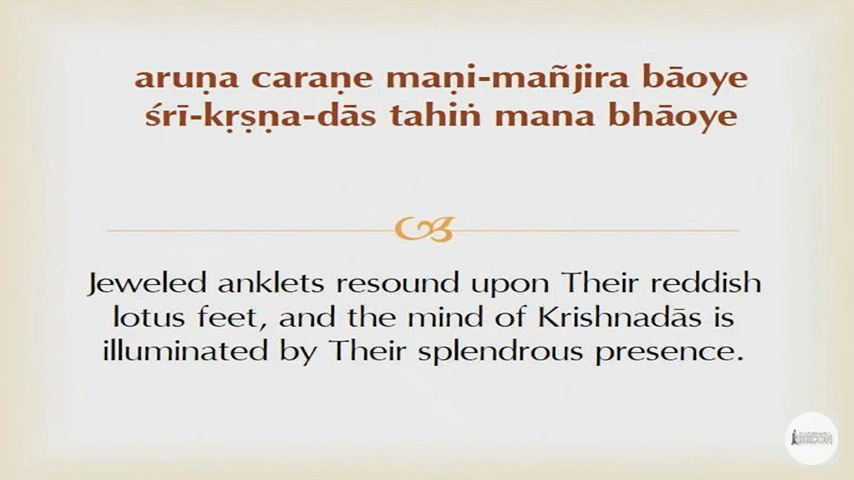 aruṇa caraṇe maṇi-mañjira bāoye
śrī-kṛṣṇa-dās tahiṅ mana bhāoye
Jeweled anklets resound upon Their reddish
lotus feet, and the mind of Krishnadās is
illuminated by Their splendrous presence.